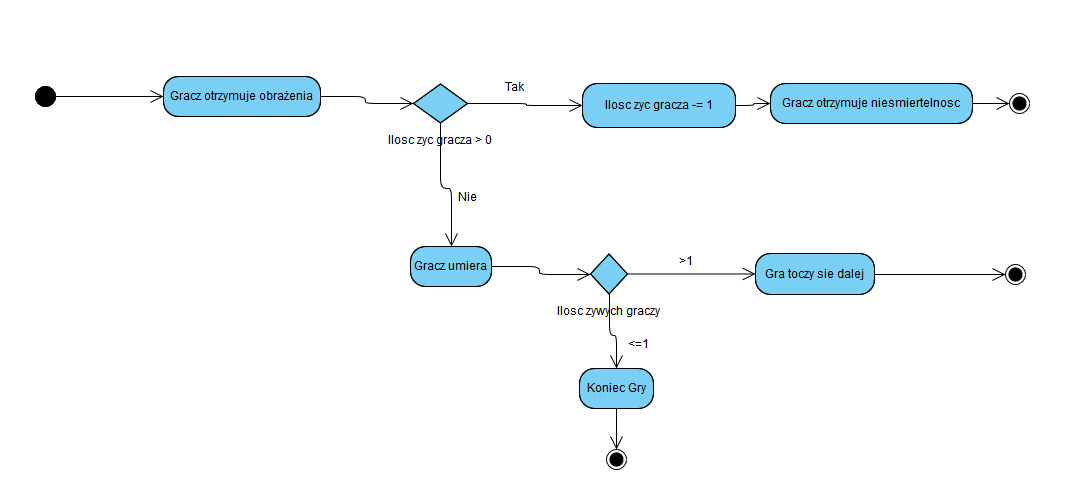 Tak
Gracz otrzymuje obrażenia
Ilosc zyc gracza -= 1
Gracz otrzymuje niesmiertelnosc
Ilosc zyc gracza > 0
Nie
Gracz umiera
>1
Gra toczy sie dalej
Ilosc zywych graczy
<=1
Koniec Gry